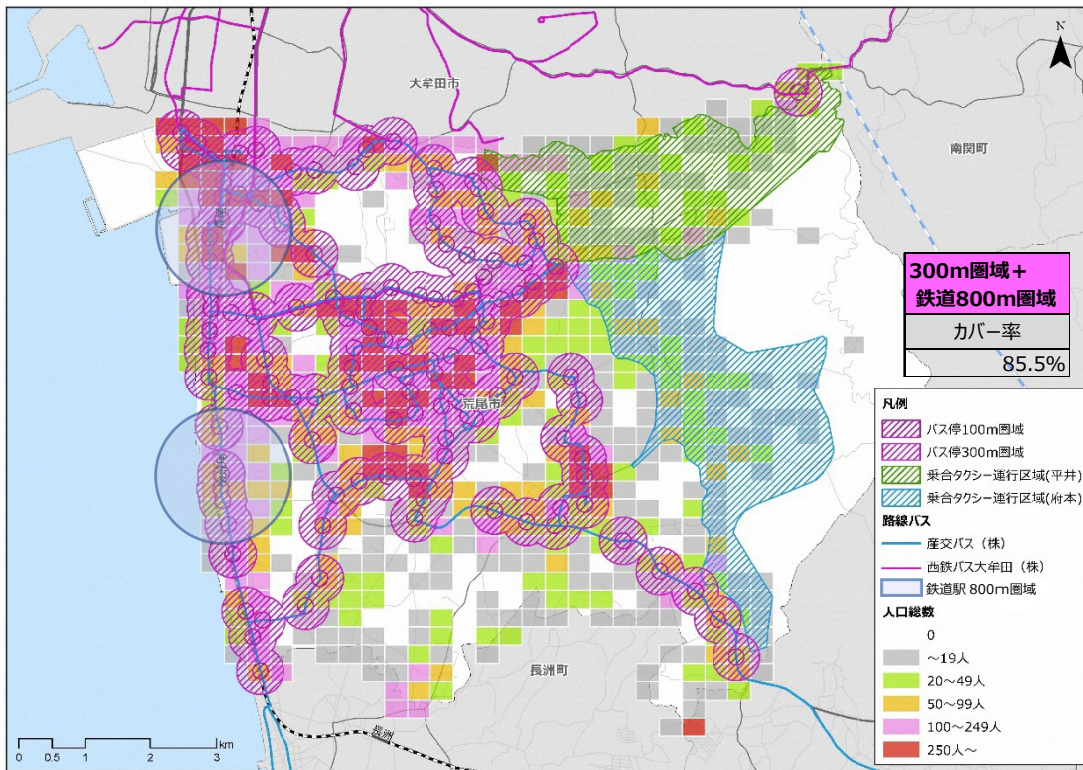 大牟田市
N
南関町
300m圏域+
鉄道800m圏域
カバー率
85.5%
荒尾市
凡例
バス停100m圏域
バス停300m圏域
乗合タクシー運行区域(平井)
乗合タクシー運行区域(府本)
路線バス
産交バス（株）
西鉄バス大牟田（株）
鉄道駅 800m圏域
人口総数
0
～19人
20～49人
50～99人
100～249人
250人～
長洲町
長洲
0 0.5 1 2 3 km